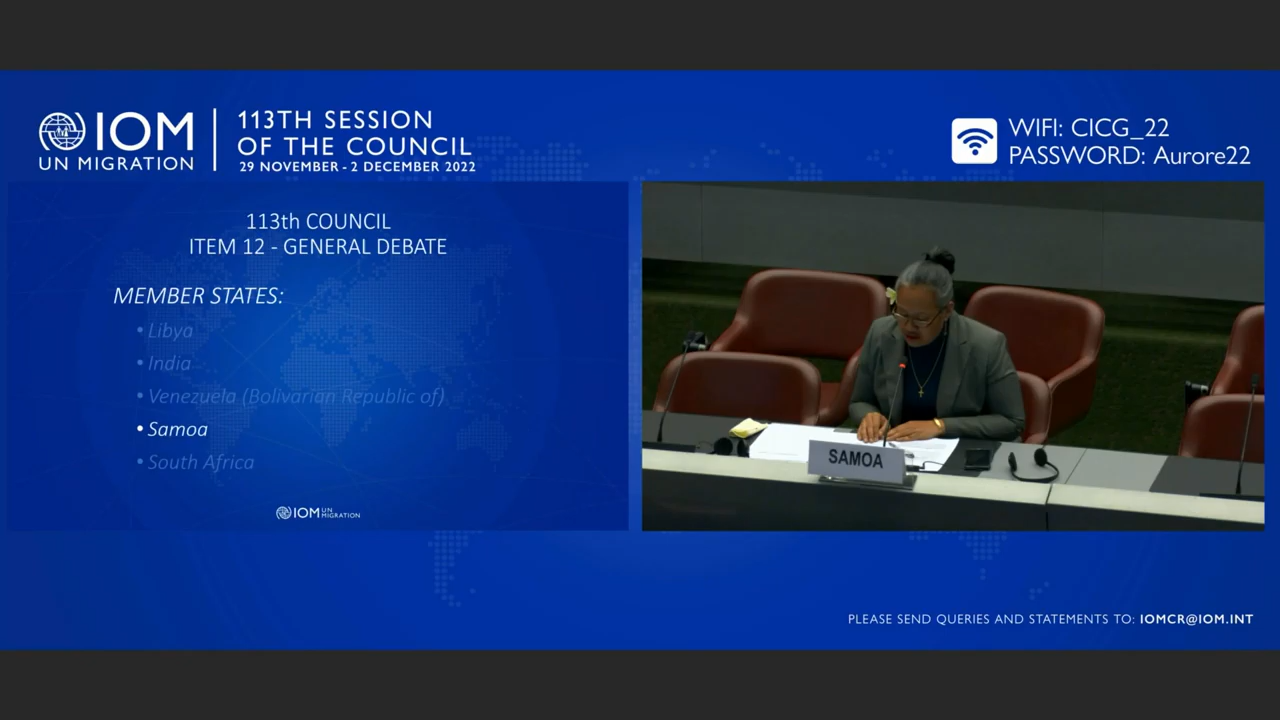 IOM
UN MIGRATION
113TH SESSION
OF THE COUNCIL
29 NOVEMBER - 2 DECEMBER 2022
WIFI: CICG_22
PASSWORD: Aurore22
113th COUNCIL
ITEM 12 - GENERAL DEBATE
MEMBER STATES:
• Libya
• India
• Venezuela (Bolivarian Republic of)
• Samoa
• South Africa
IOM UN MIGRATION
SAMOA
PLEASE SEND QUERIES AND STATEMENTS TO: IOMCR@IOM.INT